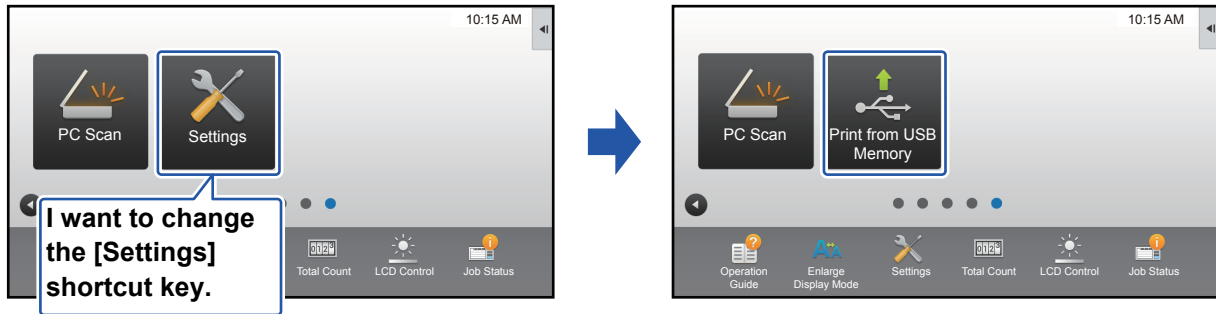 10:15 AM
PC Scan
Settings
I want to change
the [Settings]
shortcut key.
0123
Total Count
LCD Control
Job Status
10:15 AM
PC Scan
Print from USB
Memory
Operation
Guide
Enlarge
Display Mode
Settings
0123
Total Count
LCD Control
Job Status